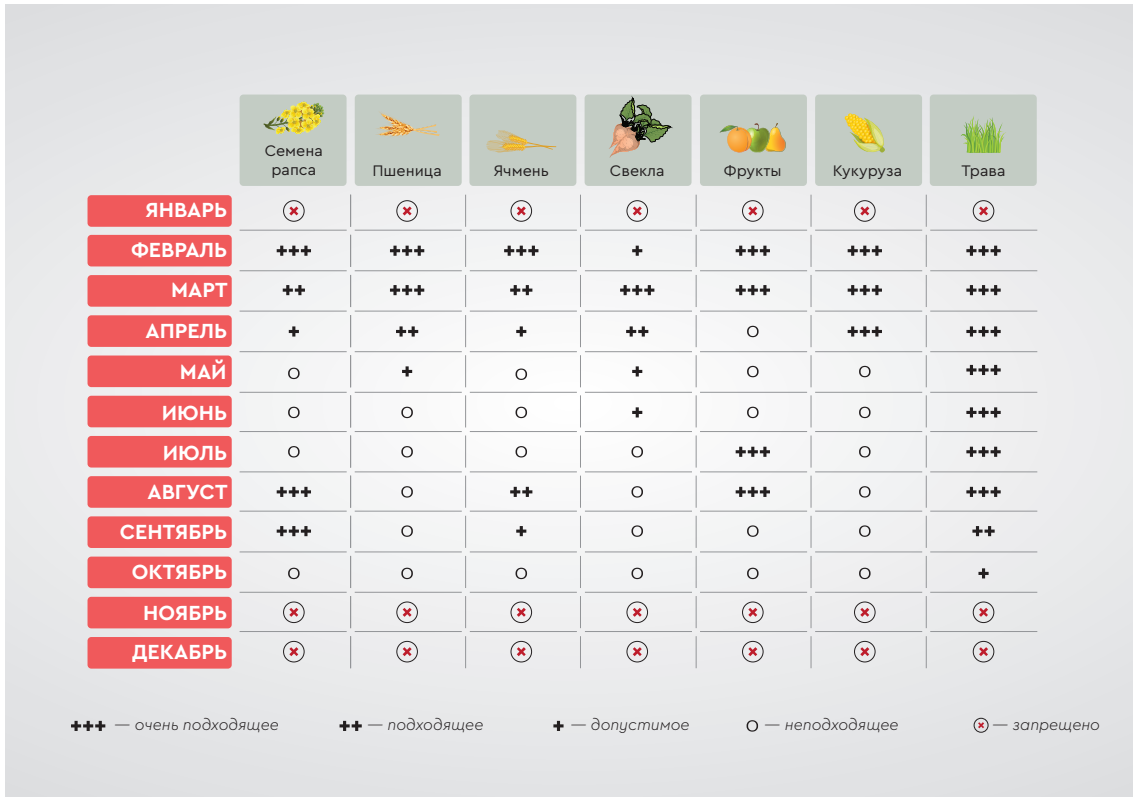 Семена
рапса
Пшеница
Ячмень
Свекла
Фрукты
Кукуруза
Трава
ЯНВАРЬ
ФЕВРАЛЬ +++ +++ +++ + +++ +++ +++
МАРТ ++ +++ ++ +++ +++ +++ +++
АПРЕЛЬ + ++ + ++ O +++ +++
МАЙ O + O + O O +++
ИЮНЬ O O O + O O +++
ИЮЛЬ O O O O +++ O +++
АВГУСТ +++ O ++ O +++ O +++
СЕНТЯБРЬ +++ O + O O O ++
ОКТЯБРЬ O O O O O O +
НОЯБРЬ
ДЕКАБРЬ
+++ — очень подходящее ++ — подходящее + — допустимое O — неподходящее — запрещено